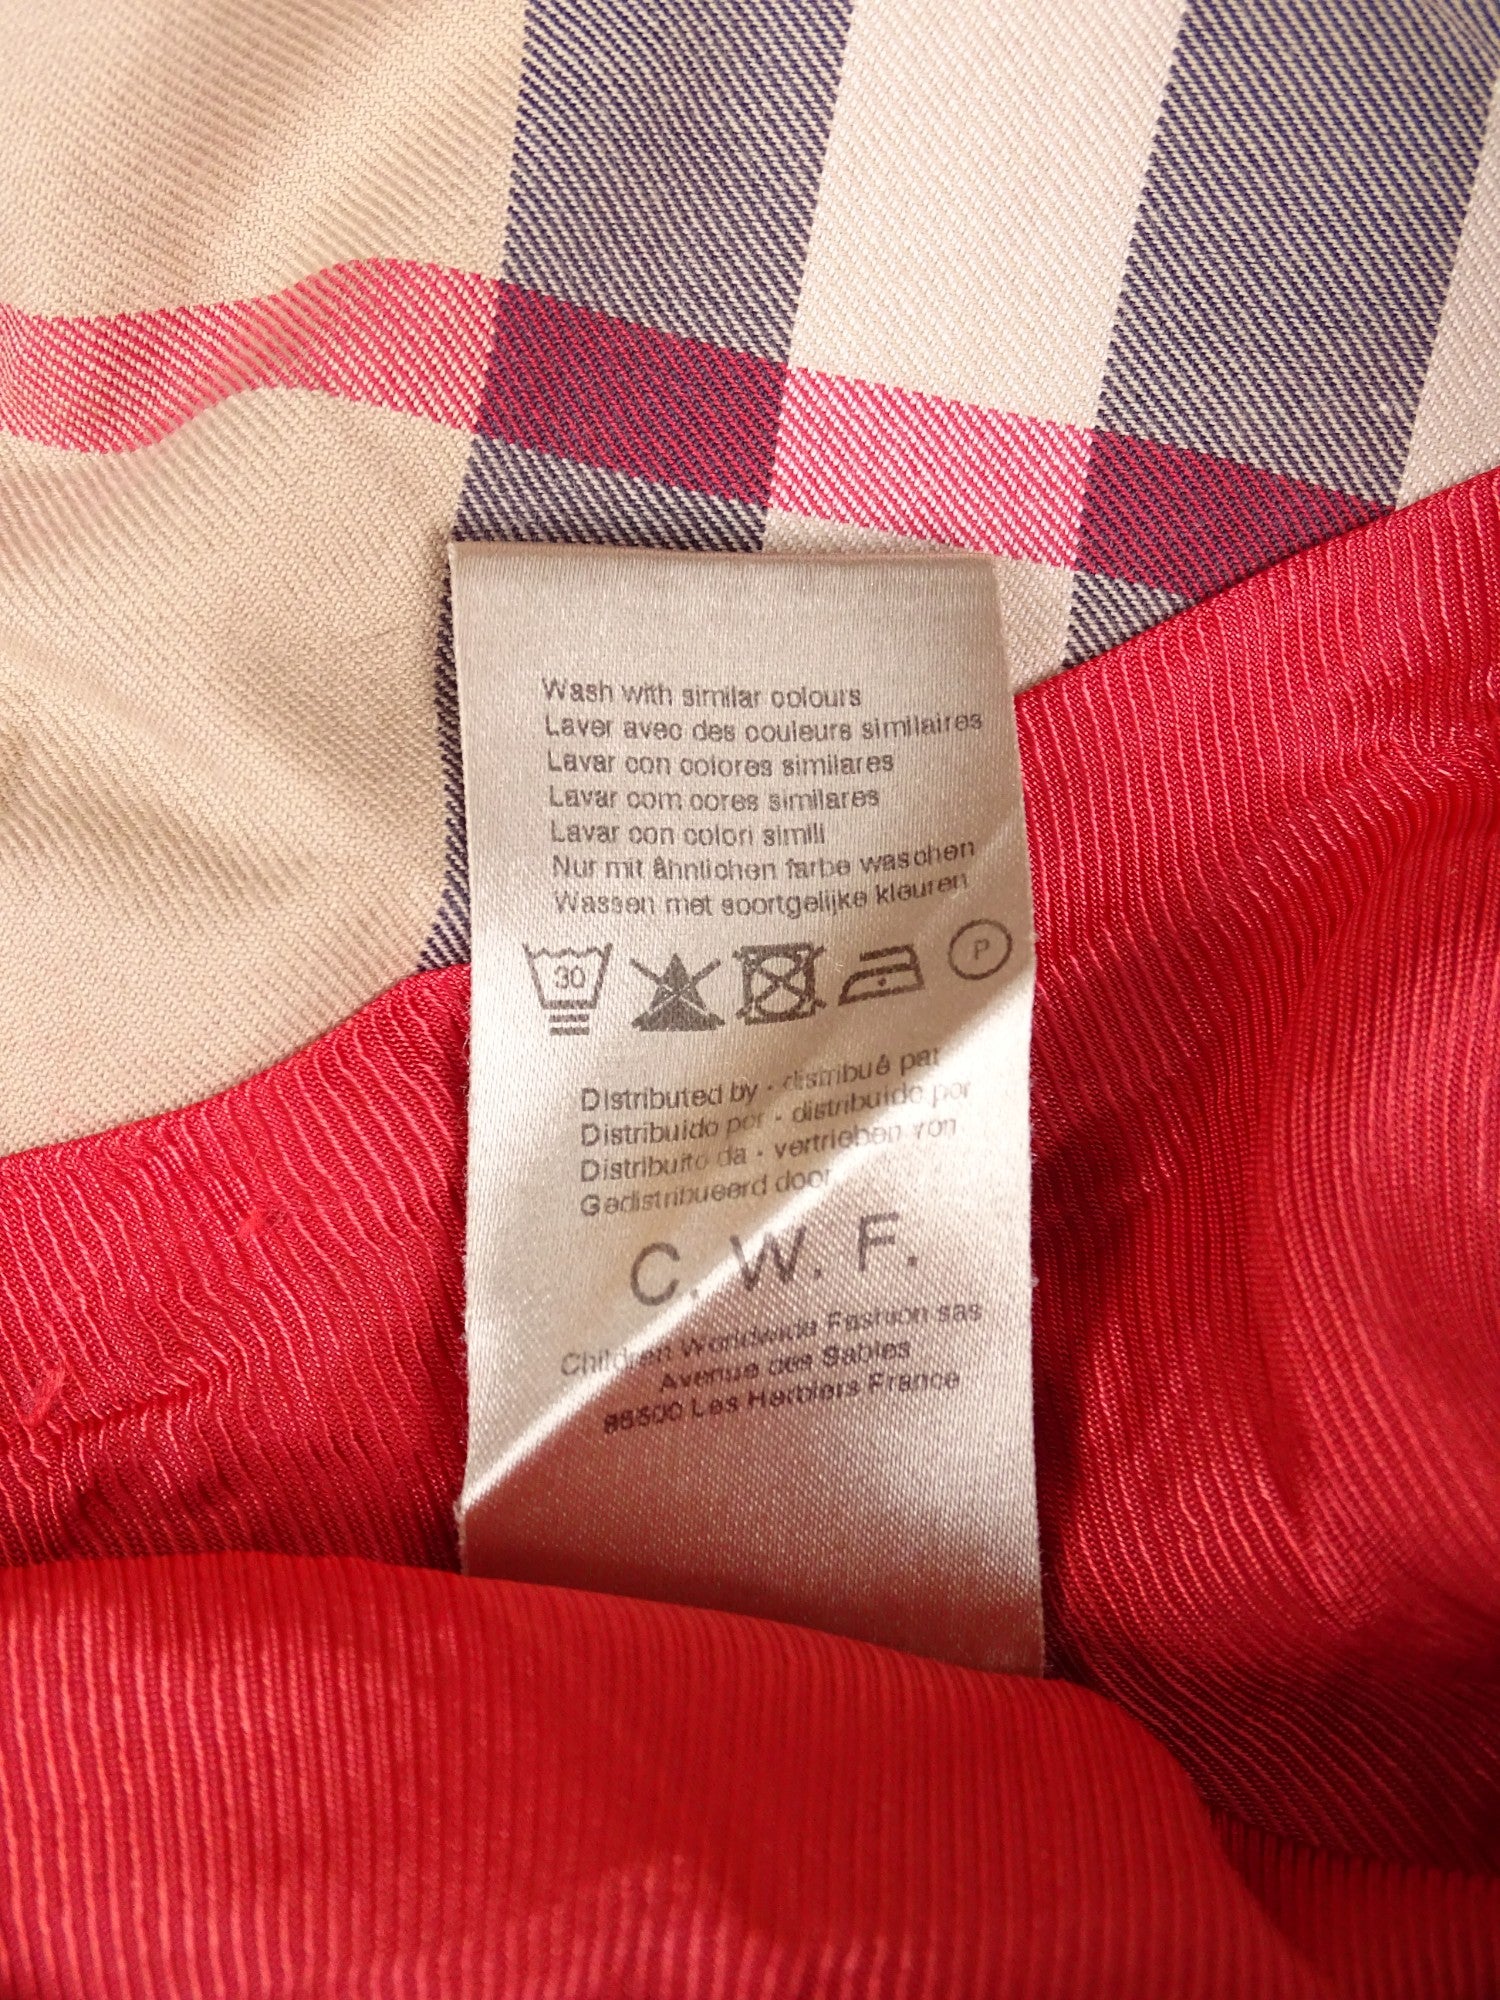 Wash with similar colours
Laver avec des couleurs similaires
Lavar con colores similares
Lavar com cores similares
Lavar con colori simili
Nur mit ähnlichen farbe waschen
Wassen met soortgelijke kleuren
30
P
Distributed by - distribué par
Distribuido por - distribuido por
Distribuito da - vertrieben von
Gedistribueerd door
C. W. F.
Children Worldwide Fashion sas
Avenue des Sables
85500 Les Herbiers France